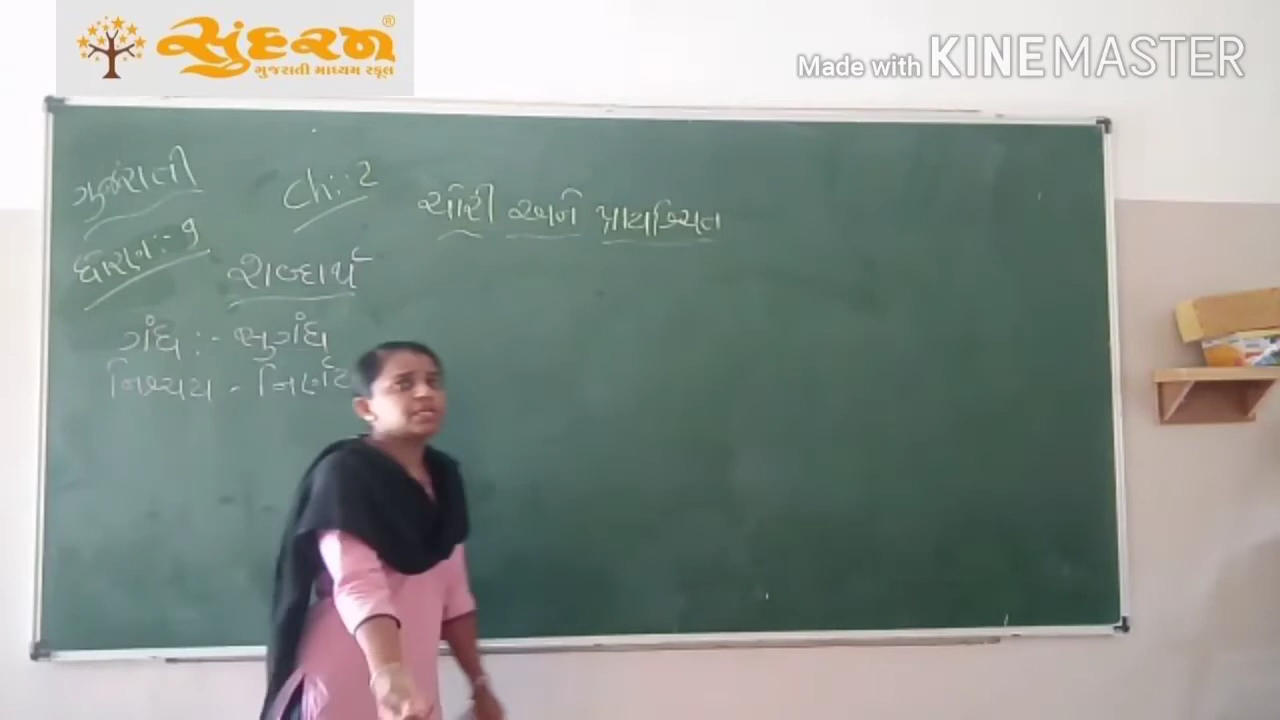 સુંદરમ્ ®
ગુજરાતી માધ્યમ સ્કૂલ
Made with KINEMASTER
ગુજરાતી
Ch:-2
ચોરી અને પ્રાયશ્ચિત
ધોરણ:-9
શબ્દાર્થ
ગંધ :- સુગંધ
નિશ્ચય - નિર્ણય